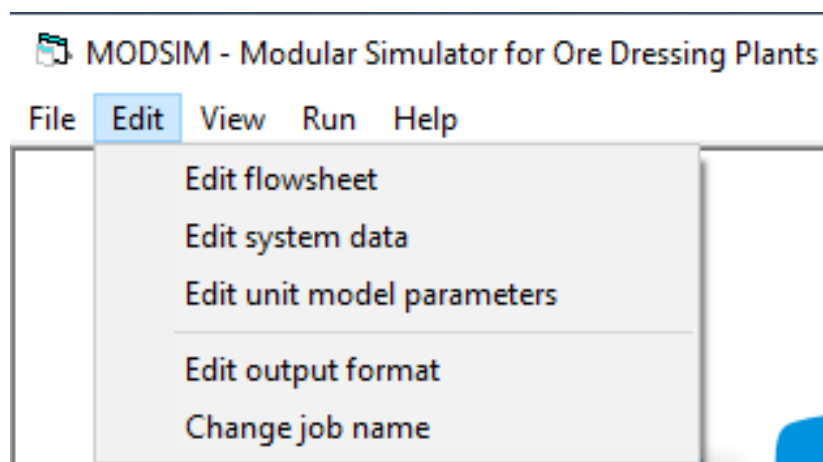 MODSIM - Modular Simulator for Ore Dressing Plants
File Edit View Run Help
Edit flowsheet
Edit system data
Edit unit model parameters
Edit output format
Change job name